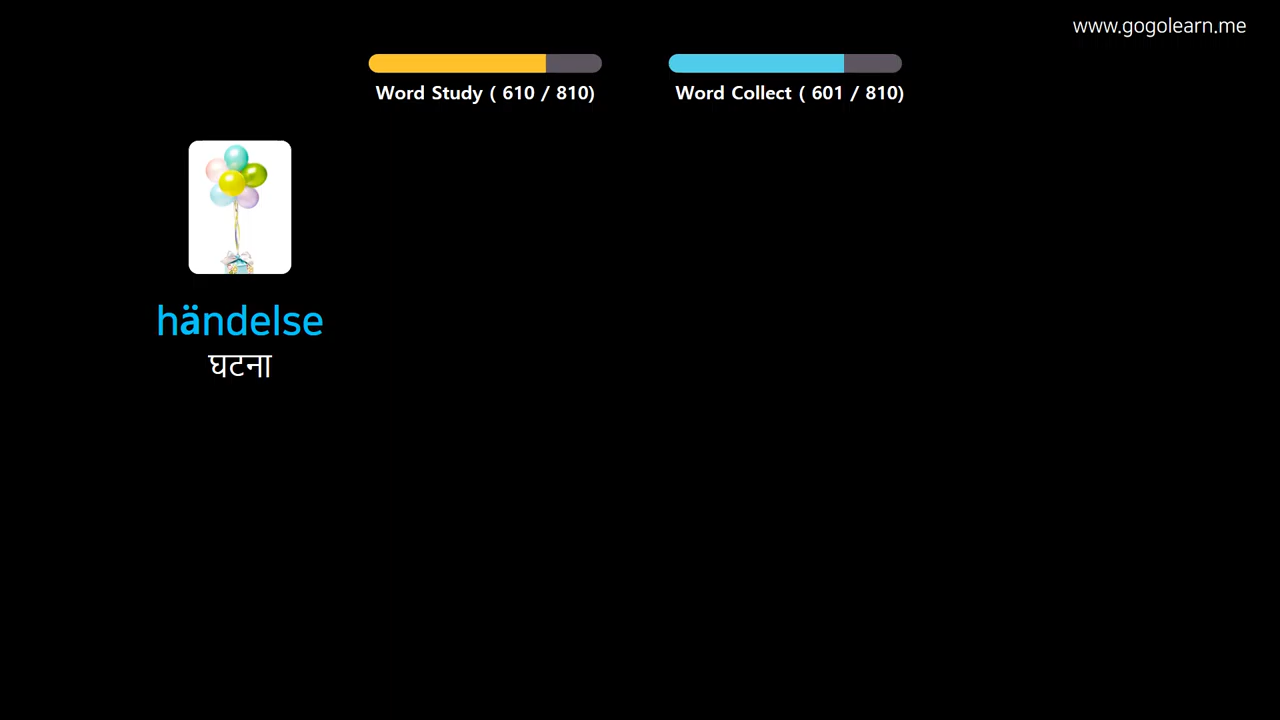 www.gogolearn.me
Word Study ( 610 / 810)
Word Collect ( 601 / 810)
händelse
घटना